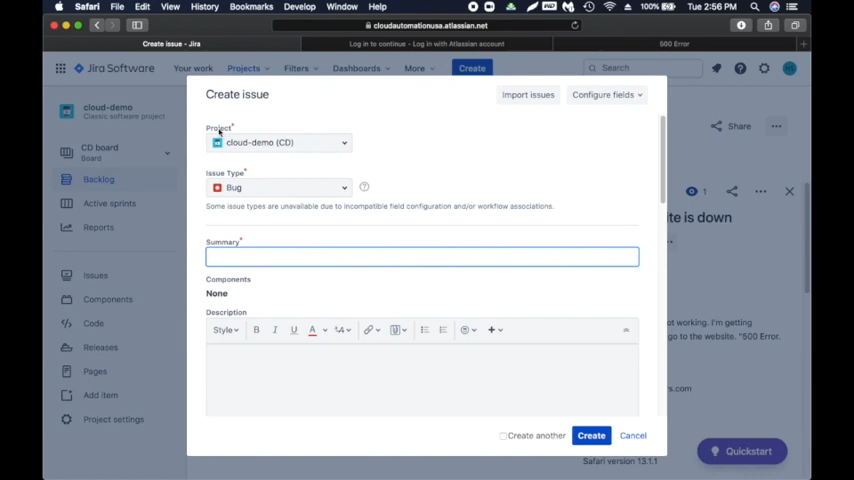 Safari File Edit View History Bookmarks Develop Window Help
100% Tue 2:56 PM
cloudautomationusa.atlassian.net
Create issue - Jira
Log in to continue - Log in with Atlassian account
500 Error
Jira Software Your work Projects Filters Dashboards More Create Search
HS
cloud-demo
Classic software project
CD board
Board
Backlog
Active sprints
Reports
Issues
Components
Code
Releases
Pages
Add item
Project settings
Create issue
Import issues
Configure fields
Project*
cloud-demo (CD)
Issue Type*
Bug
Some issue types are unavailable due to incompatible field configuration and/or workflow associations.
Summary*
Components
None
Description
Style B I U A
Create another
Create
Cancel
Share
1
te is down
ot working. I'm getting
go to the website. "500 Error.
s.com
Quickstart
Safari version 13.1.1